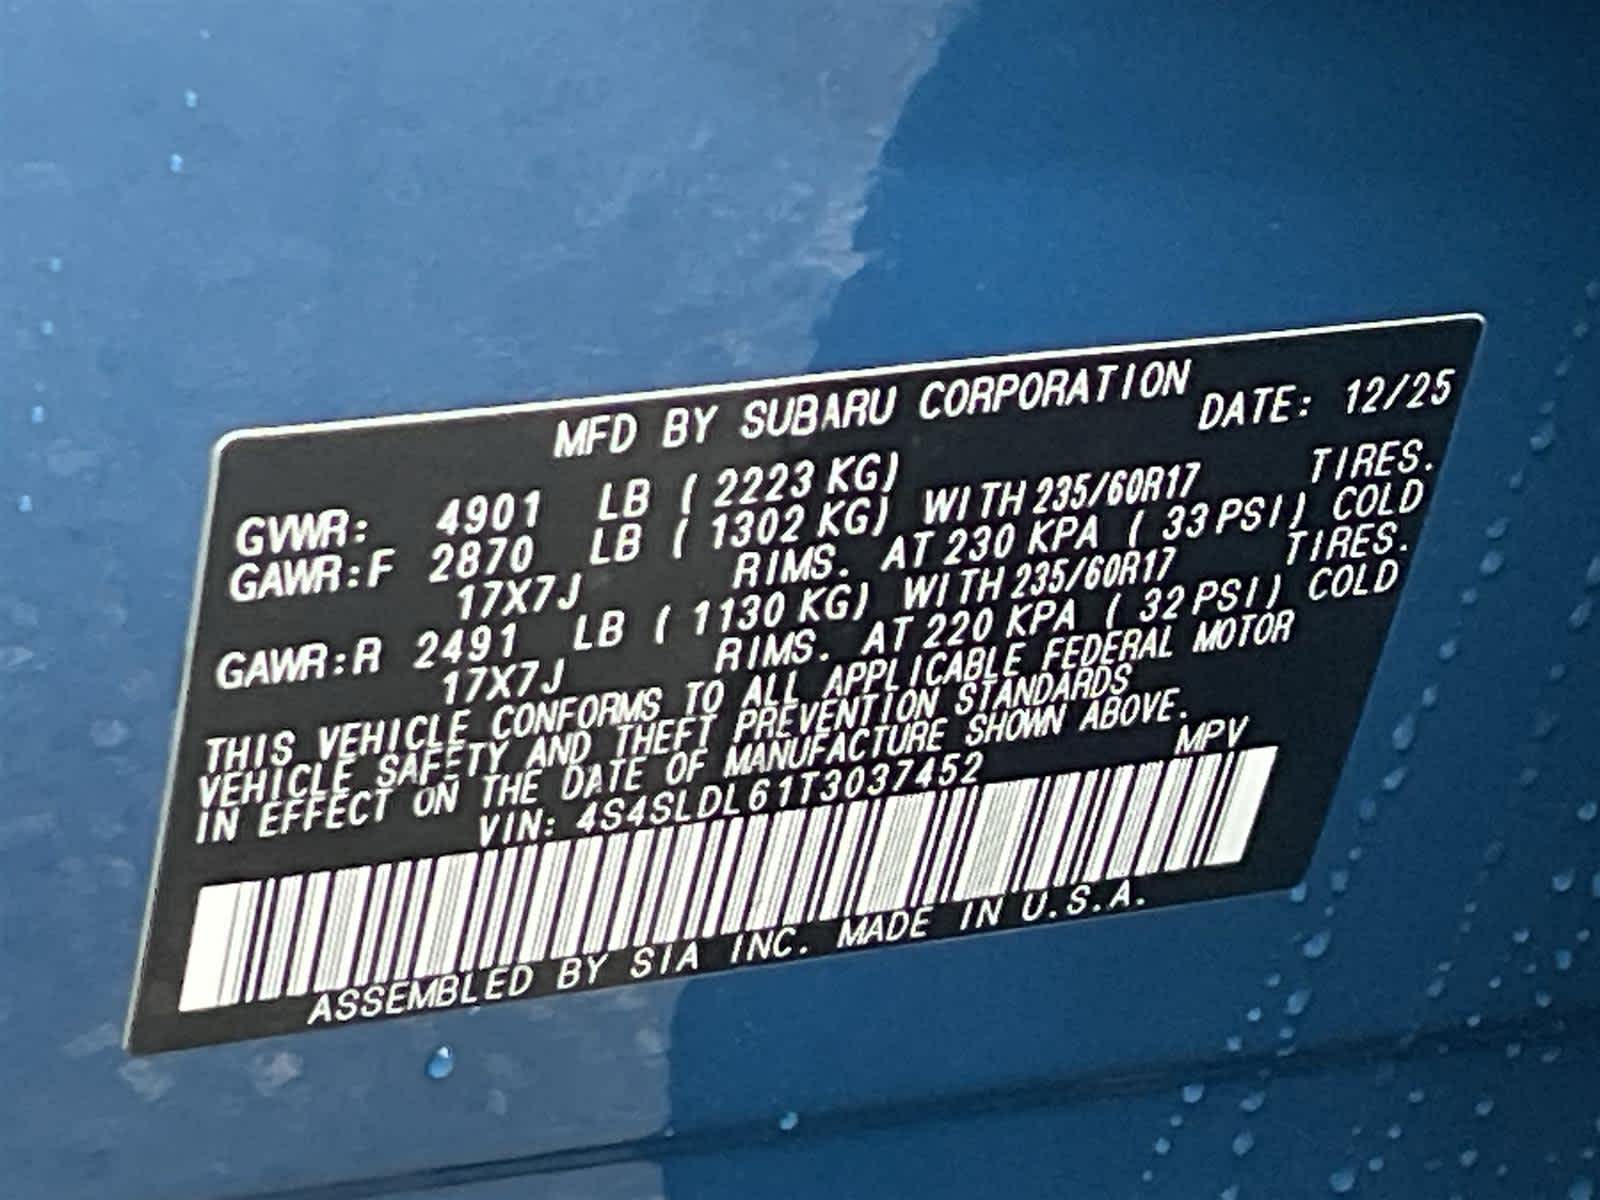 MFD BY SUBARU CORPORATION
DATE: 12/25
GVWR: 4901 LB ( 2223 KG)
GAWR:F 2870 LB ( 1302 KG) WITH 235/60R17 TIRES.
17X7J RIMS. AT 230 KPA ( 33 PSI) COLD
GAWR:R 2491 LB ( 1130 KG) WITH 235/60R17 TIRES.
17X7J RIMS. AT 220 KPA ( 32 PSI) COLD
THIS VEHICLE CONFORMS TO ALL APPLICABLE FEDERAL MOTOR
VEHICLE SAFETY AND THEFT PREVENTION STANDARDS
IN EFFECT ON THE DATE OF MANUFACTURE SHOWN ABOVE.
VIN: 4S4SLDL61T3037452 MPV
ASSEMBLED BY SIA INC. MADE IN U.S.A.